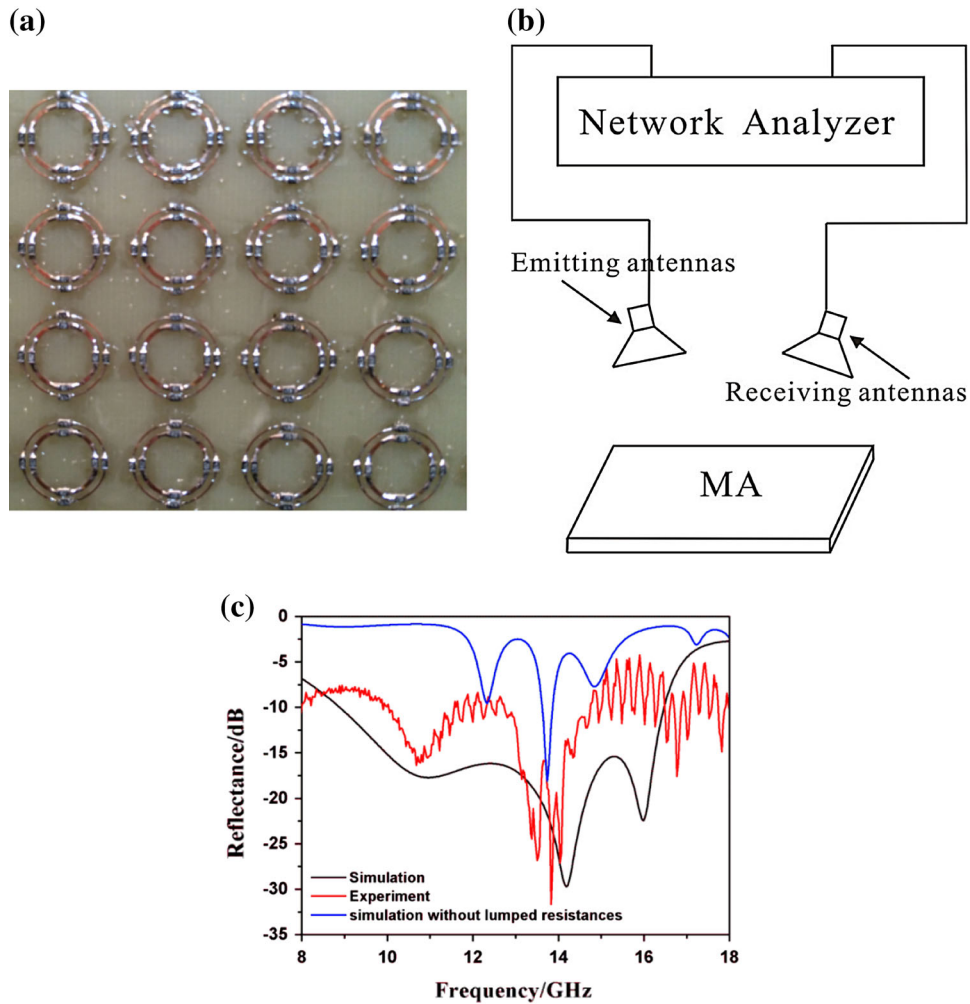 (a)
(b)
Network Analyzer
Emitting antennas
Receiving antennas
MA
(c)
0
-5
-10
-15
-20
-25
-30
-35
8
10
12
14
16
18
Reflectance/dB
Frequency/GHz
Simulation
Experiment
simulation without lumped resistances